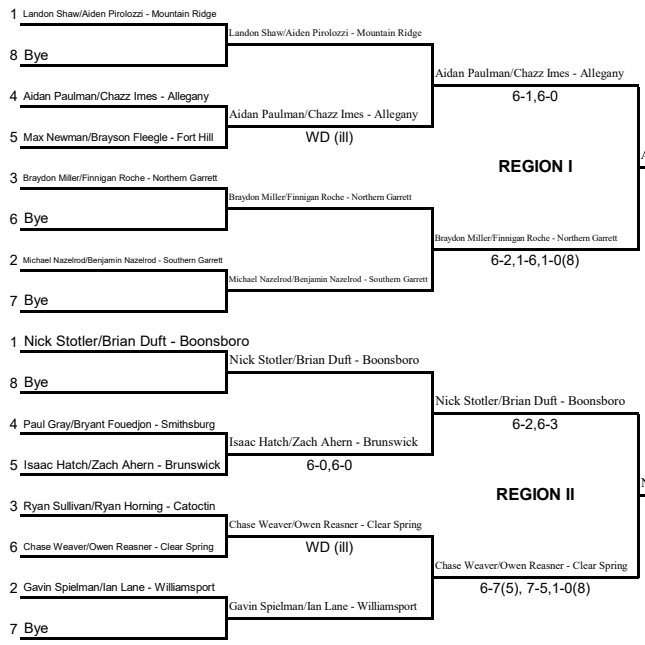 1 Landon Shaw/Aiden Pirolozzi - Mountain Ridge
Landon Shaw/Aiden Pirolozzi - Mountain Ridge
8 Bye
Aidan Paulman/Chazz Imes - Allegany
4 Aidan Paulman/Chazz Imes - Allegany
6-1,6-0
Aidan Paulman/Chazz Imes - Allegany
5 Max Newman/Brayson Fleegle - Fort Hill
WD (ill)
REGION I
3 Braydon Miller/Finnigan Roche - Northern Garrett
Braydon Miller/Finnigan Roche - Northern Garrett
6 Bye
Braydon Miller/Finnigan Roche - Northern Garrett
2 Michael Nazelrod/Benjamin Nazelrod - Southern Garrett
6-2,1-6,1-0(8)
Michael Nazelrod/Benjamin Nazelrod - Southern Garrett
7 Bye
1 Nick Stotler/Brian Duft - Boonsboro
Nick Stotler/Brian Duft - Boonsboro
8 Bye
Nick Stotler/Brian Duft - Boonsboro
4 Paul Gray/Bryant Fouedjon - Smithsburg
6-2,6-3
Isaac Hatch/Zach Ahern - Brunswick
5 Isaac Hatch/Zach Ahern - Brunswick
6-0,6-0
REGION II
3 Ryan Sullivan/Ryan Horning - Catoctin
Chase Weaver/Owen Reasner - Clear Spring
6 Chase Weaver/Owen Reasner - Clear Spring
WD (ill)
Chase Weaver/Owen Reasner - Clear Spring
2 Gavin Spielman/Ian Lane - Williamsport
6-7(5), 7-5,1-0(8)
Gavin Spielman/Ian Lane - Williamsport
7 Bye